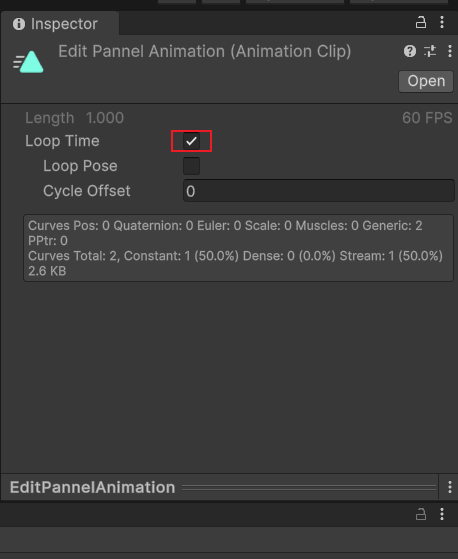 Inspector
Edit Pannel Animation (Animation Clip)
Open
Length 1.000 60 FPS
Loop Time
Loop Pose
Cycle Offset 0
Curves Pos: 0 Quaternion: 0 Euler: 0 Scale: 0 Muscles: 0 Generic: 2
PPtr: 0
Curves Total: 2, Constant: 1 (50.0%) Dense: 0 (0.0%) Stream: 1 (50.0%)
2.6 KB
EditPannelAnimation